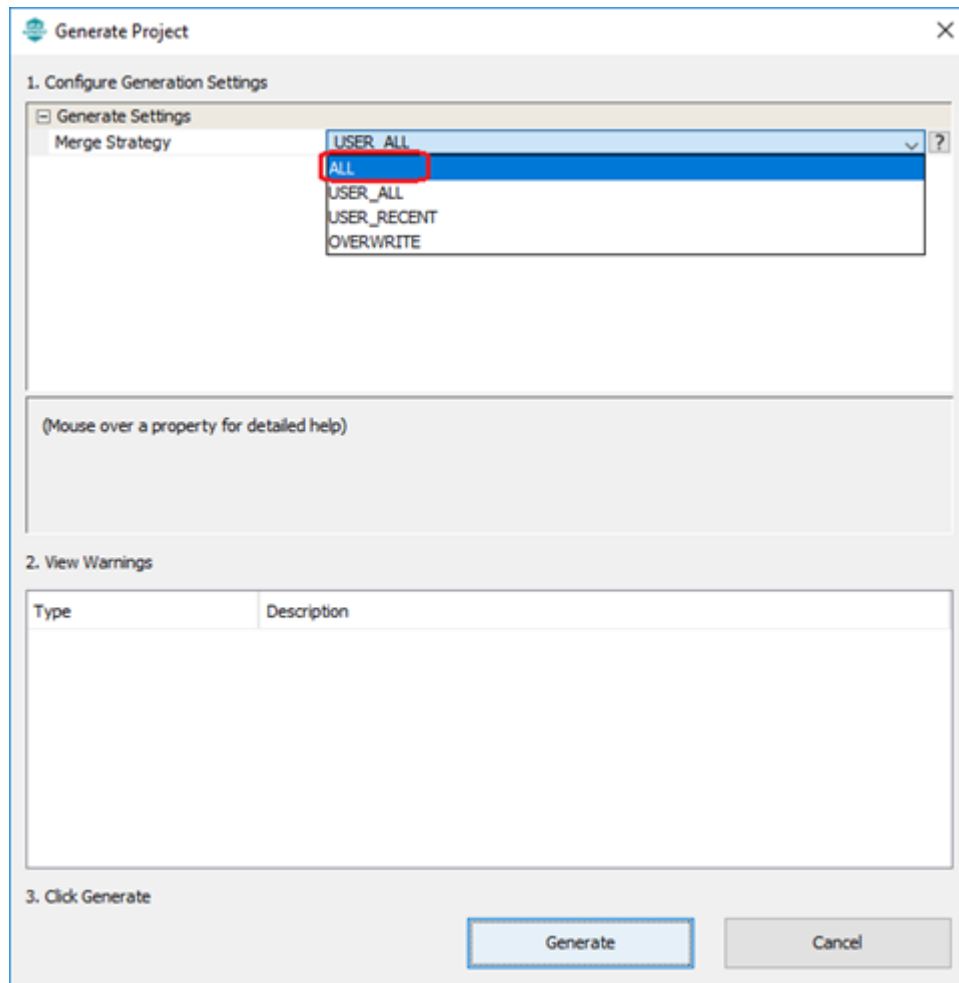 Generate Project
1. Configure Generation Settings
Generate Settings
Merge Strategy USER_ALL ?
ALL
USER_ALL
USER_RECENT
OVERWRITE
(Mouse over a property for detailed help)
2. View Warnings
Type Description
3. Click Generate
Generate Cancel